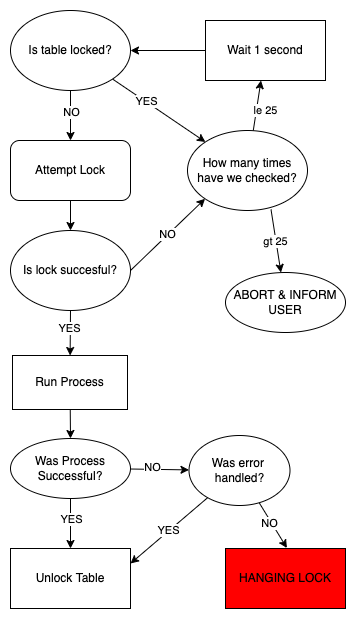 Is table locked?
Wait 1 second
YES
le 25
NO
Attempt Lock
How many times
have we checked?
NO
gt 25
Is lock succesful?
ABORT & INFORM
USER
YES
Run Process
Was Process
Successful?
NO
Was error
handled?
YES
YES
NO
Unlock Table
HANGING LOCK